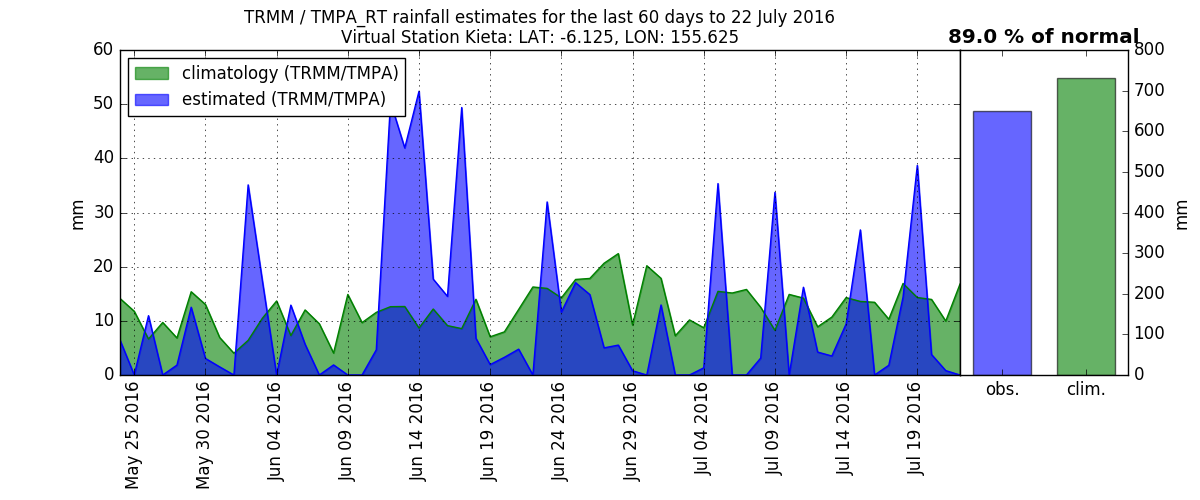 TRMM / TMPA_RT rainfall estimates for the last 60 days to 22 July 2016
Virtual Station Kieta: LAT: -6.125, LON: 155.625
89.0 % of normal
climatology (TRMM/TMPA)
estimated (TRMM/TMPA)
60
50
40
30
20
10
0
mm
May 25 2016
May 30 2016
Jun 04 2016
Jun 09 2016
Jun 14 2016
Jun 19 2016
Jun 24 2016
Jun 29 2016
Jul 04 2016
Jul 09 2016
Jul 14 2016
Jul 19 2016
obs.
clim.
800
700
600
500
400
300
200
100
0
mm